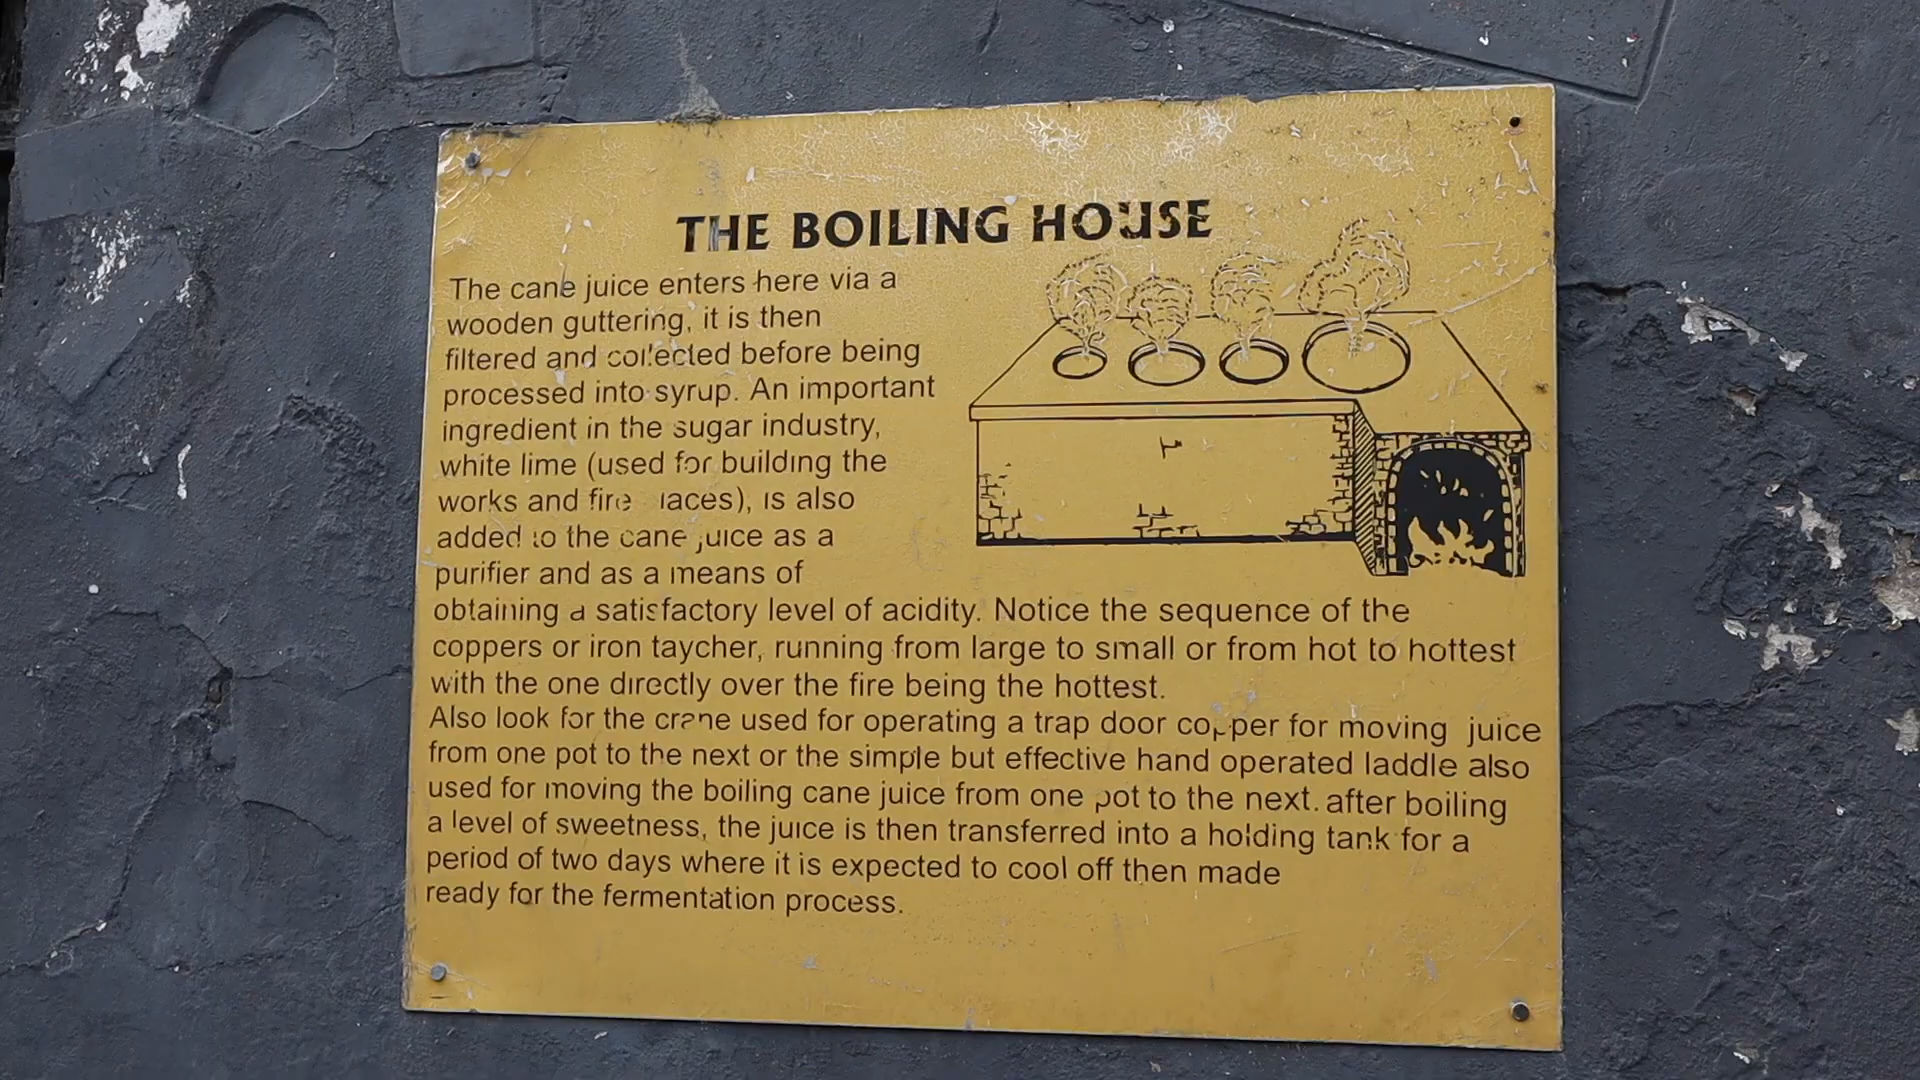 THE BOILING HOUSE
The cane juice enters here via a
wooden guttering, it is then
filtered and collected before being
processed into syrup. An important
ingredient in the sugar industry,
white lime (used for building the
works and fire laces), is also
added to the cane juice as a
purifier and as a means of
obtaining a satisfactory level of acidity. Notice the sequence of the
coppers or iron taycher, running from large to small or from hot to hottest
with the one directly over the fire being the hottest.
Also look for the crane used for operating a trap door copper for moving juice
from one pot to the next or the simple but effective hand operated laddle also
used for moving the boiling cane juice from one pot to the next. after boiling
a level of sweetness, the juice is then transferred into a holding tank for a
period of two days where it is expected to cool off then made
ready for the fermentation process.